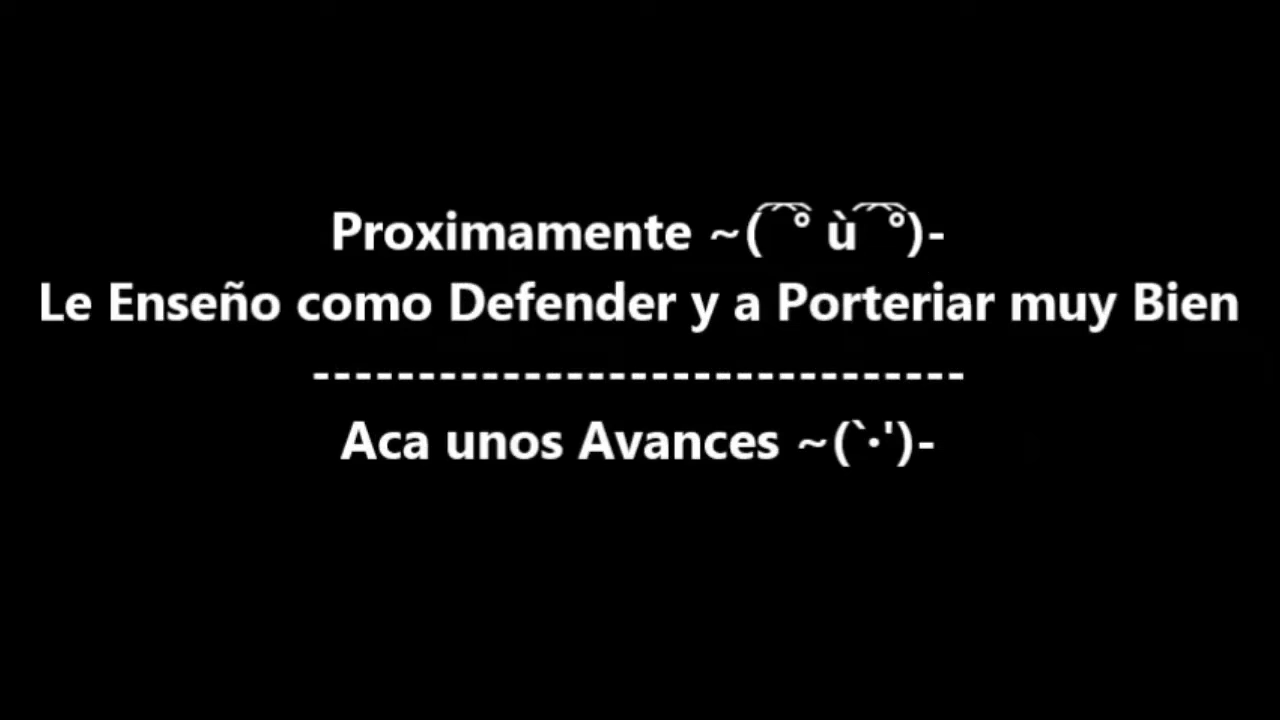 Proximamente ~( ͡° ù ͡°)-
Le Enseño como Defender y a Porteriar muy Bien
-------------------------------
Aca unos Avances ~(`·')-